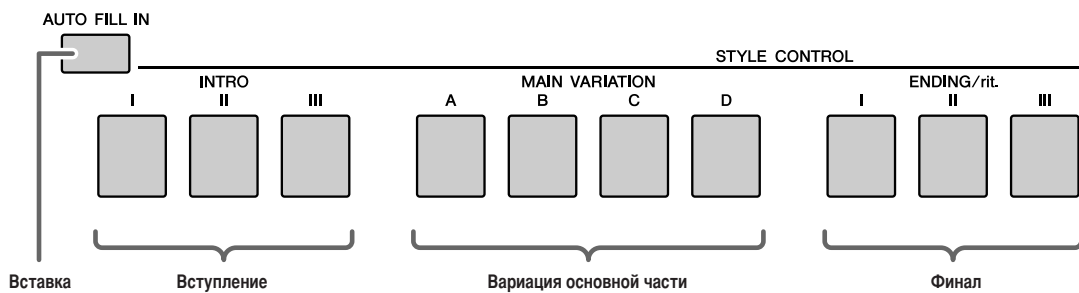 AUTO FILL IN
STYLE CONTROL
INTRO MAIN VARIATION ENDING/rit.
I II III A B C D I II III
Вставка Вступление Вариация основной части Финал